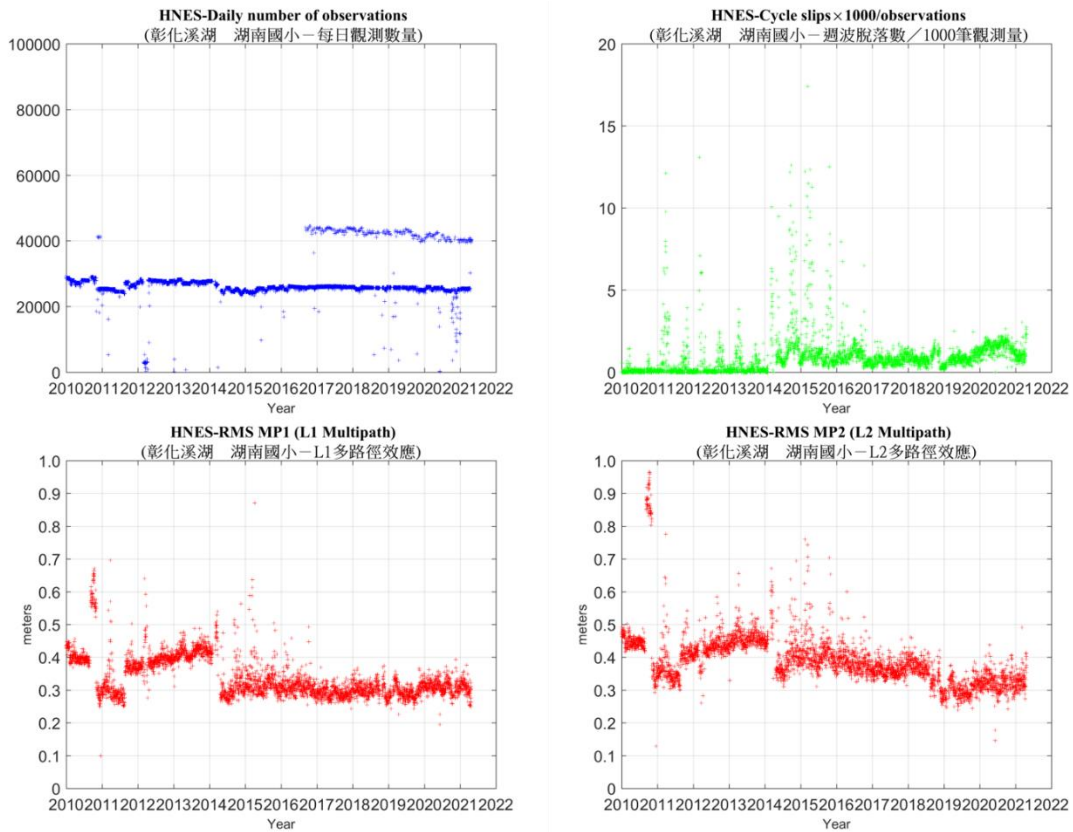 HNES-Daily number of observations
(彰化溪湖　湖南國小－每日觀測數量)
100000
80000
60000
40000
20000
0
2010 2011 2012 2013 2014 2015 2016 2017 2018 2019 2020 2021 2022
Year
HNES-Cycle slips×1000/observations
(彰化溪湖　湖南國小－週波脫落數／1000筆觀測量)
20
15
10
5
0
2010 2011 2012 2013 2014 2015 2016 2017 2018 2019 2020 2021 2022
Year
HNES-RMS MP1 (L1 Multipath)
(彰化溪湖　湖南國小－L1多路徑效應)
meters
1.0
0.9
0.8
0.7
0.6
0.5
0.4
0.3
0.2
0.1
0
2010 2011 2012 2013 2014 2015 2016 2017 2018 2019 2020 2021 2022
Year
HNES-RMS MP2 (L2 Multipath)
(彰化溪湖　湖南國小－L2多路徑效應)
meters
1.0
0.9
0.8
0.7
0.6
0.5
0.4
0.3
0.2
0.1
0
2010 2011 2012 2013 2014 2015 2016 2017 2018 2019 2020 2021 2022
Year